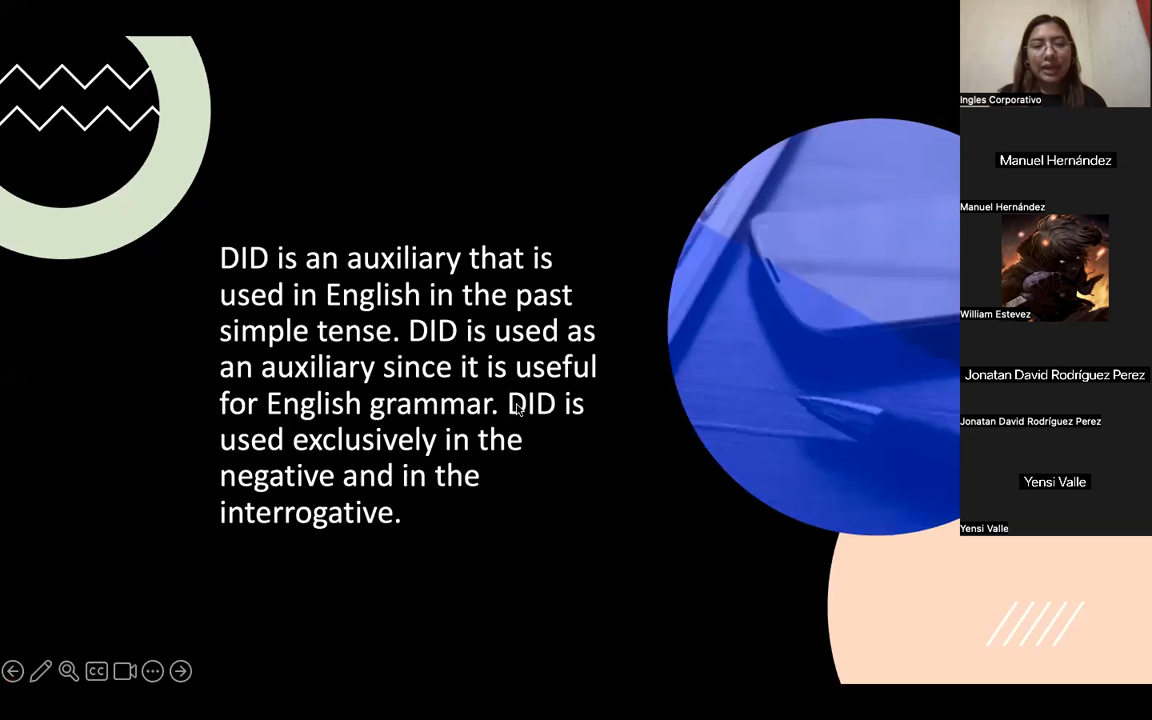 DID is an auxiliary that is
used in English in the past
simple tense. DID is used as
an auxiliary since it is useful
for English grammar. DID is
used exclusively in the
negative and in the
interrogative.
Ingles Corporativo
Manuel Hernández
Manuel Hernández
William Estevez
Jonatan David Rodríguez Perez
Jonatan David Rodríguez Perez
Yensi Valle
Yensi Valle
CC